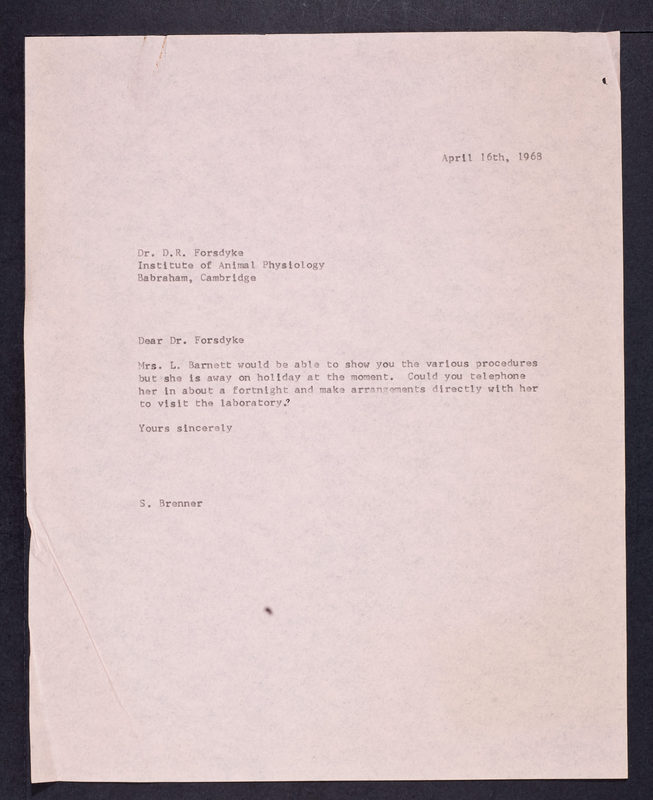 April 16th, 1968
Dr. D.R. Forsdyke
Institute of Animal Physiology
Babraham, Cambridge
Dear Dr. Forsdyke
Mrs. L. Barnett would be able to show you the various procedures
but she is away on holiday at the moment. Could you telephone
her in about a fortnight and make arrangements directly with her
to visit the laboratory.?
Yours sincerely
S. Brenner